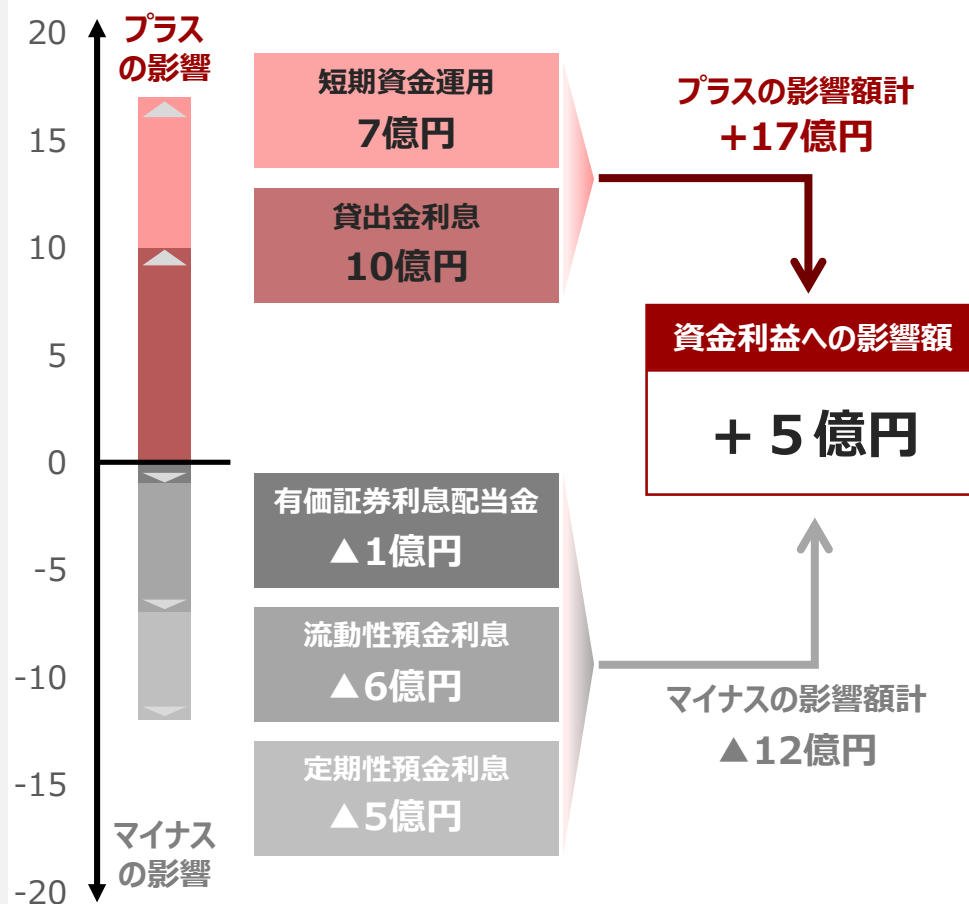 20
15
10
5
0
-5
-10
-15
-20
プラス
の影響
マイナス
の影響
短期資金運用
7億円
貸出金利息
10億円
有価証券利息配当金
▲1億円
流動性預金利息
▲6億円
定期性預金利息
▲5億円
プラスの影響額計
+17億円
資金利益への影響額
+5億円
マイナスの影響額計
▲12億円